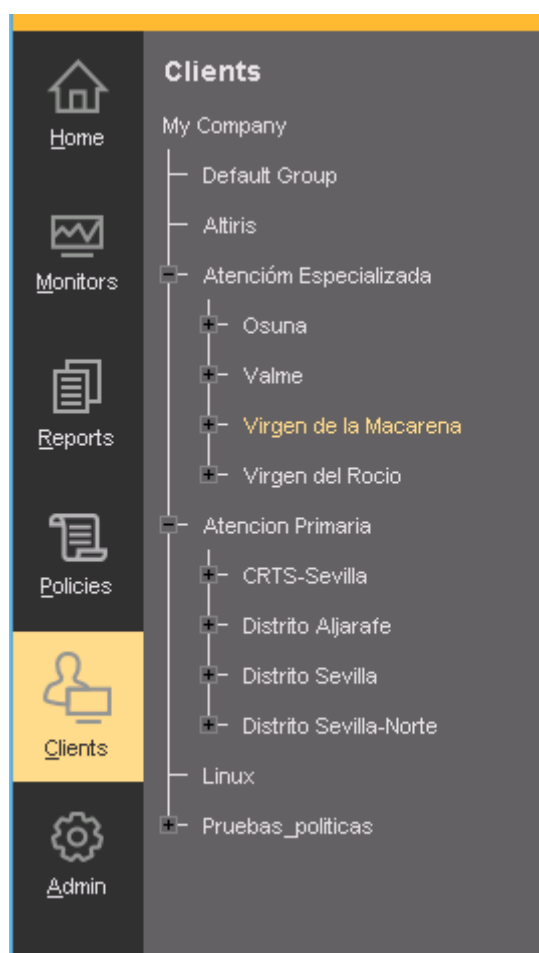 Home
Monitors
Reports
Policies
Clients
Admin
Clients
My Company
Default Group
Altiris
Atencióm Especializada
Osuna
Valme
Virgen de la Macarena
Virgen del Rocio
Atencion Primaria
CRTS-Sevilla
Distrito Aljarafe
Distrito Sevilla
Distrito Sevilla-Norte
Linux
Pruebas_politicas